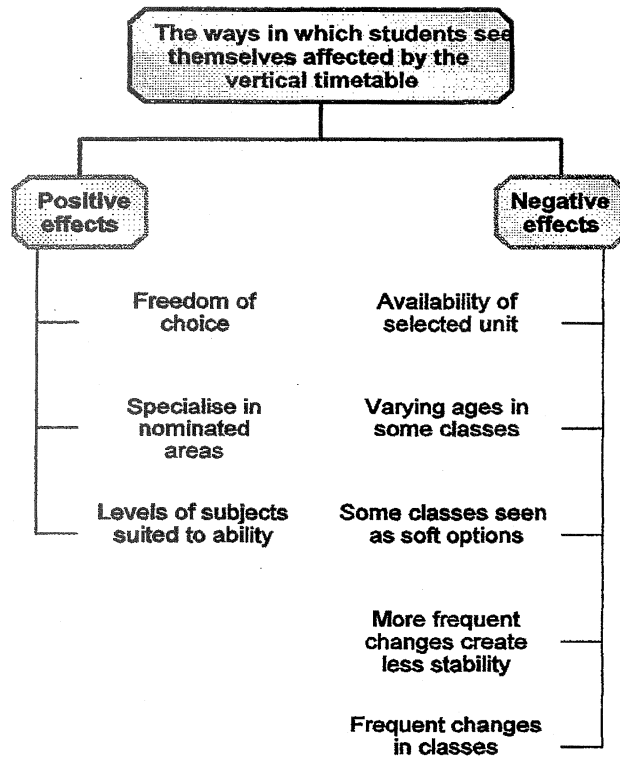 The ways in which students see
themselves affected by the
vertical timetable
Positive
effects
Freedom of
choice
Specialise in
nominated
areas
Levels of subjects
suited to ability
Negative
effects
Availability of
selected unit
Varying ages in
some classes
Some classes seen
as soft options
More frequent
changes create
less stability
Frequent changes
in classes